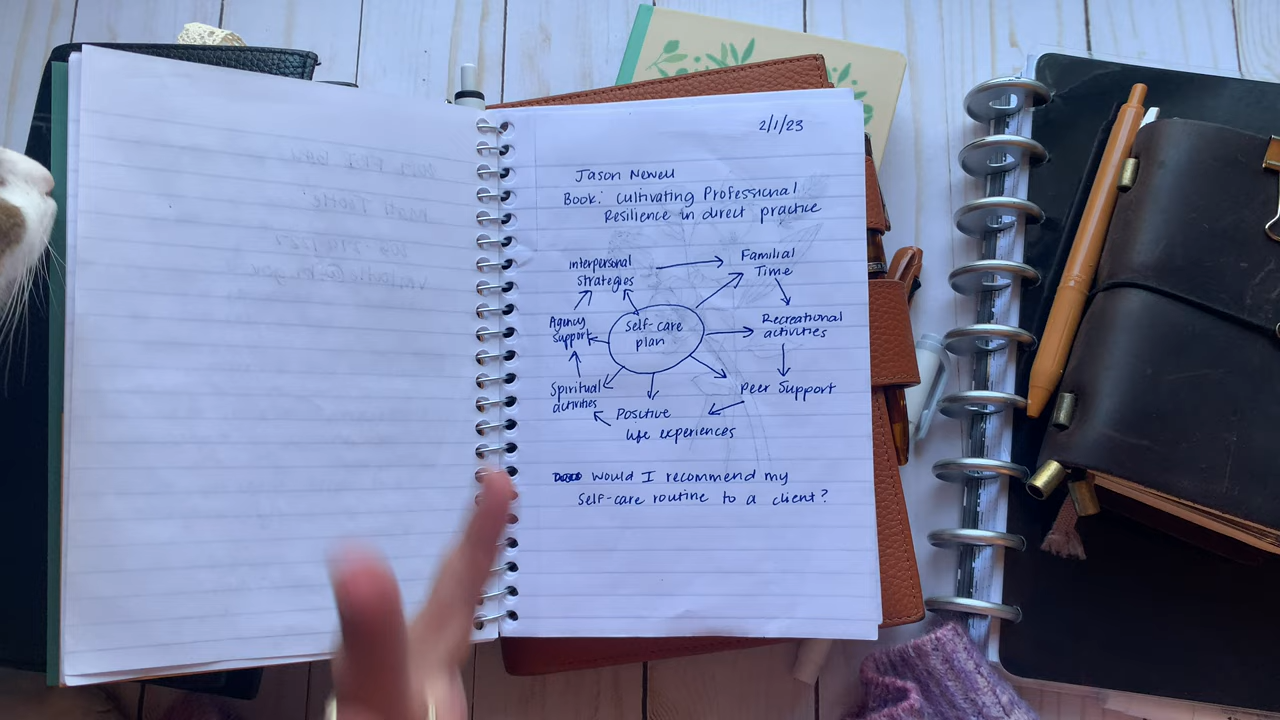 2/1/23
Jason Newell
Book: Cultivating Professional
Resilience in direct practice
Interpersonal
strategies
Familial
Time
Agency
support
self-care
plan
Recreational
activities
Spiritual
activities
Peer Support
Positive
life experiences
would I recommend my
self-care routine to a client?